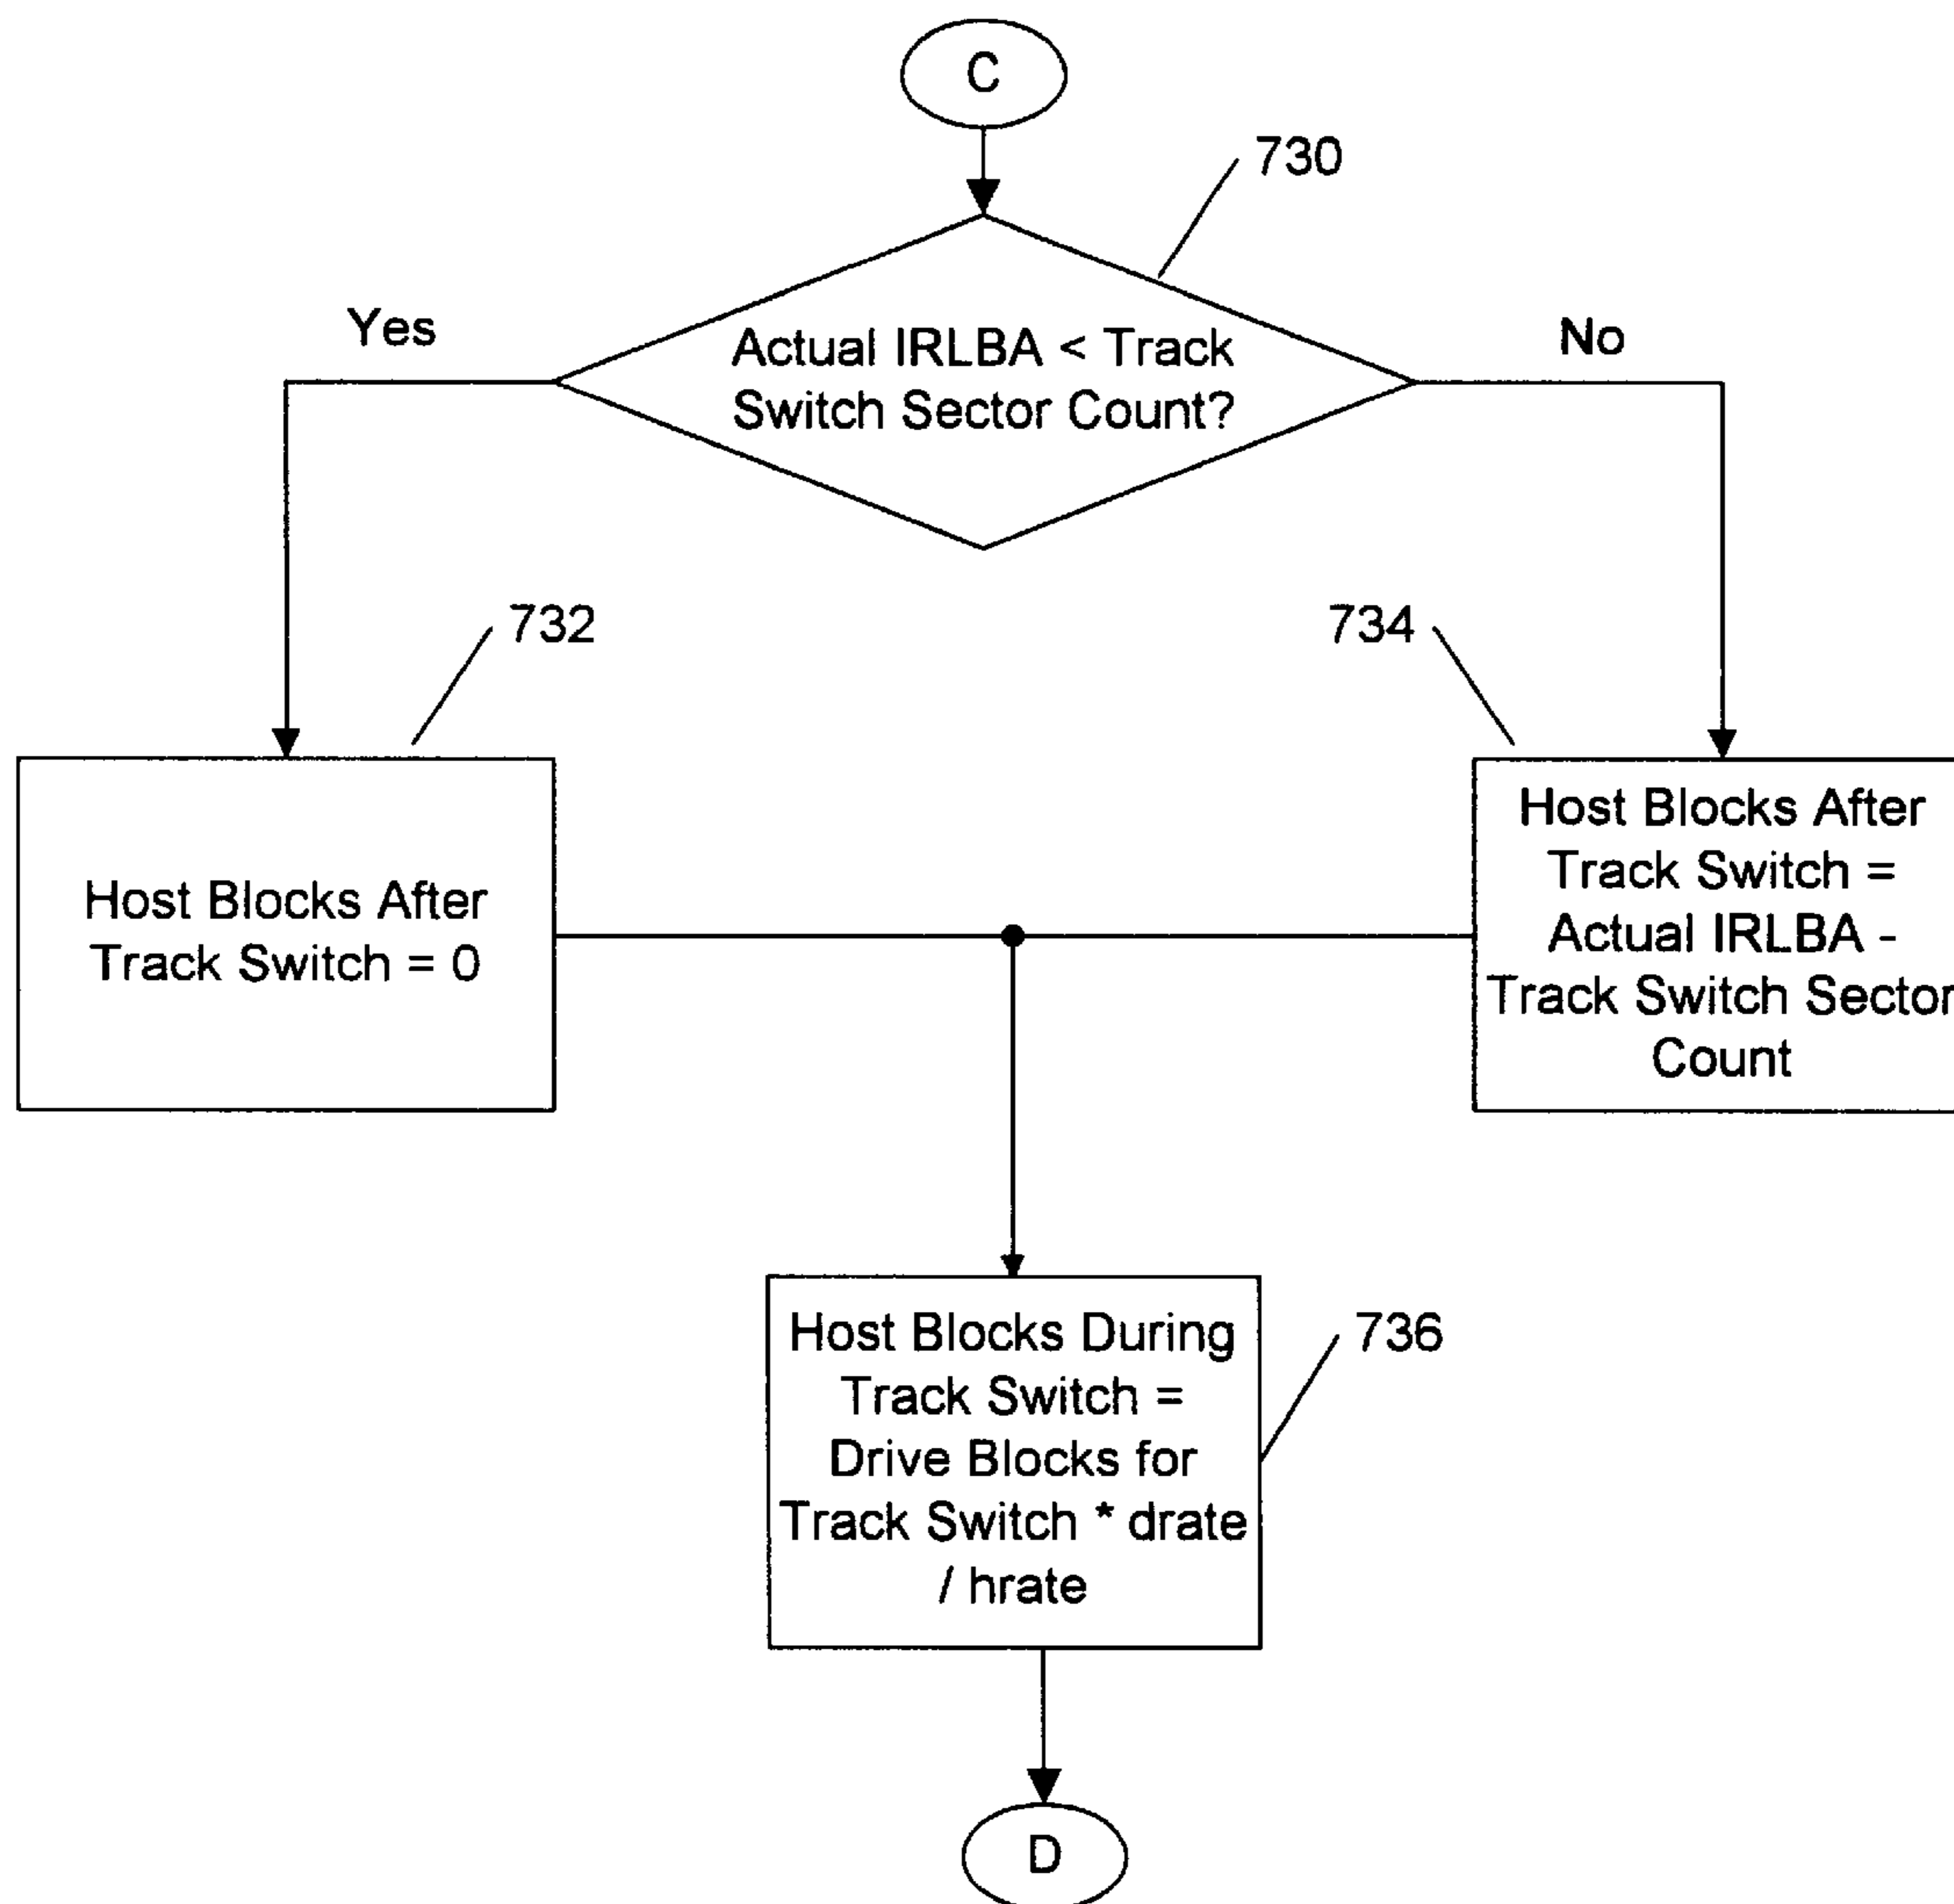 C
730
Yes
Actual IRLBA < Track
Switch Sector Count?
No
732
734
Host Blocks After
Track Switch = 0
Host Blocks After
Track Switch =
Actual IRLBA -
Track Switch Sector
Count
Host Blocks During
Track Switch =
Drive Blocks for
Track Switch * drate
/ hrate
736
D